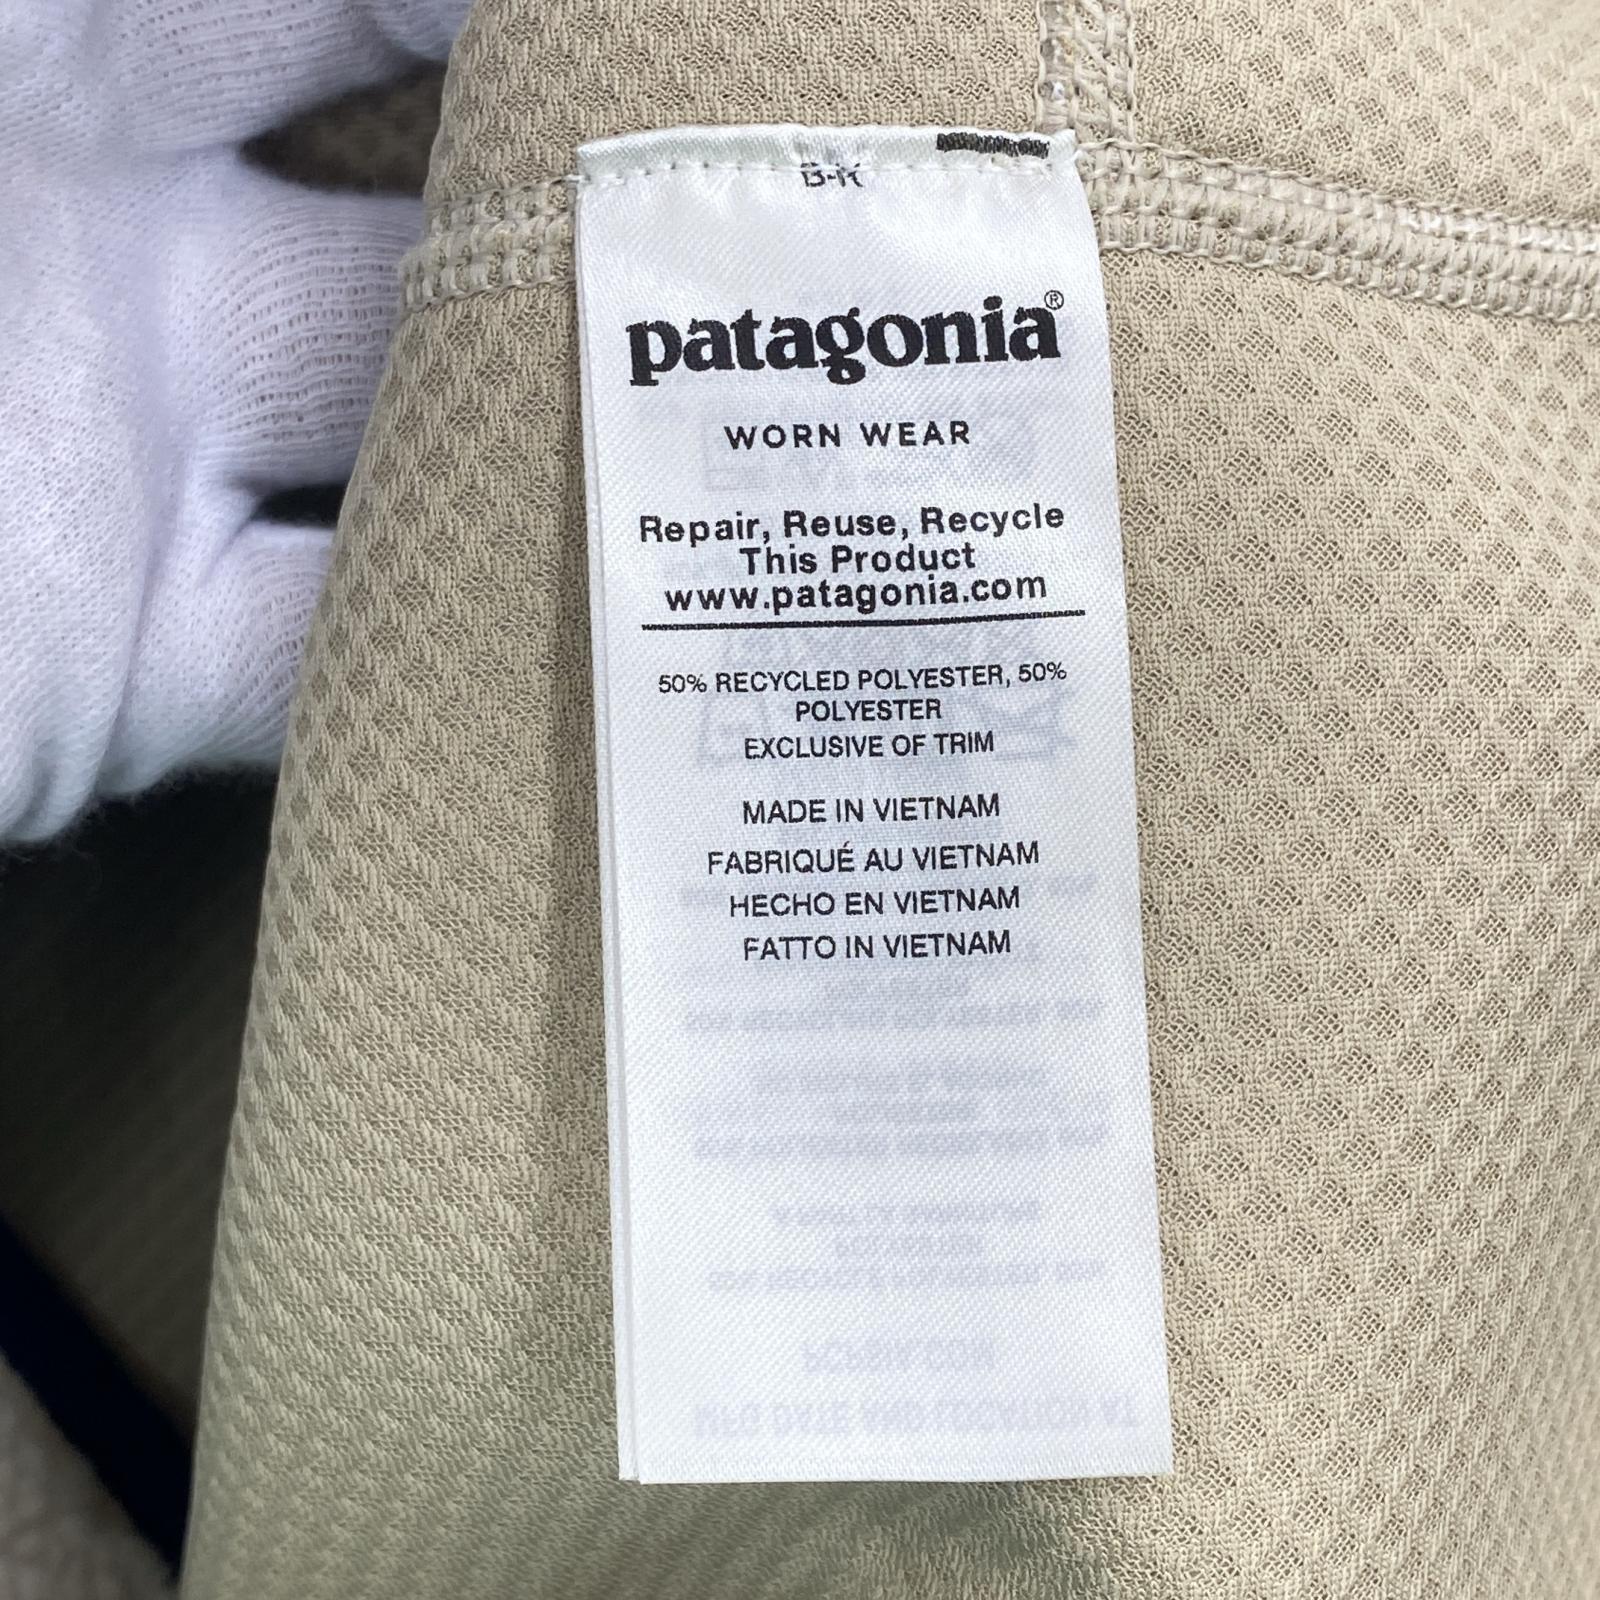 B-R
patagonia®
WORN WEAR
Repair, Reuse, Recycle
This Product
www.patagonia.com
50% RECYCLED POLYESTER, 50%
POLYESTER
EXCLUSIVE OF TRIM
MADE IN VIETNAM
FABRIQUÉ AU VIETNAM
HECHO EN VIETNAM
FATTO IN VIETNAM